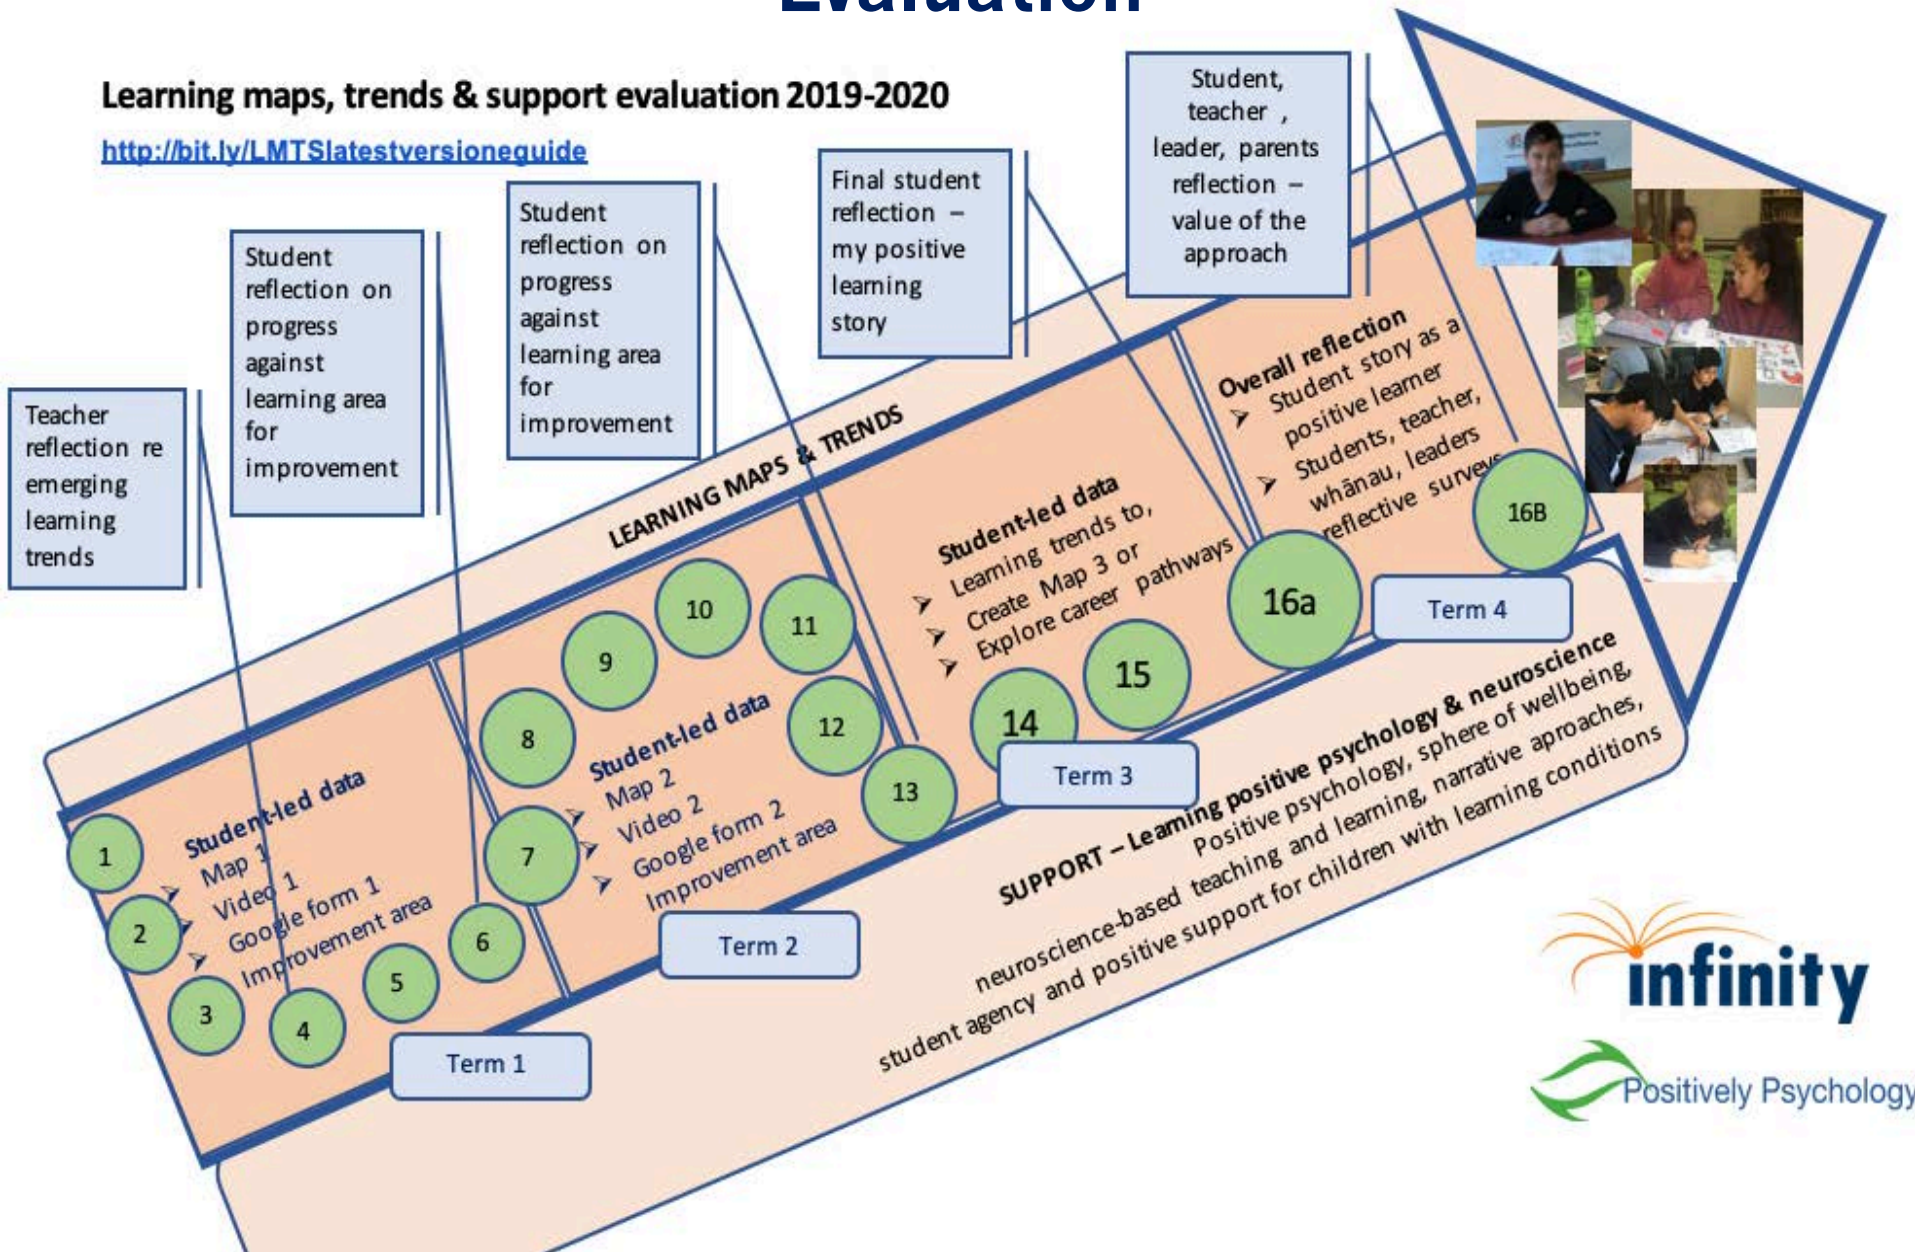 Evaluation
Learning maps, trends & support evaluation 2019-2020
http://bit.ly/LMTSlatestversioneguide
Teacher
reflection re
emerging
learning
trends
Student
reflection on
progress
against
learning area
for
improvement
Student
reflection on
progress
against
learning area
for
improvement
Final student
reflection –
my positive
learning
story
Student,
teacher ,
leader, parents
reflection –
value of the
approach
LEARNING MAPS & TRENDS
Student-led data
➢ Map 1
➢ Video 1
➢ Google form 1
Improvement area
1
2
3
4
5
6
Term 1
7
8
9
10
11
12
13
Student-led data
➢ Map 2
➢ Video 2
➢ Google form 2
Improvement area
Term 2
Student-led data
➢ Learning trends to,
➢ Create Map 3 or
➢ Explore career pathways
14
15
16a
Term 3
Overall reflection
➢ Student story as a
positive learner
➢ Students, teacher,
whānau, leaders
reflective surveys
16B
Term 4
SUPPORT – Learning positive psychology & neuroscience
Positive psychology, sphere of wellbeing,
neuroscience-based teaching and learning, narrative aproaches,
student agency and positive support for children with learning conditions
infinity
Positively Psychology